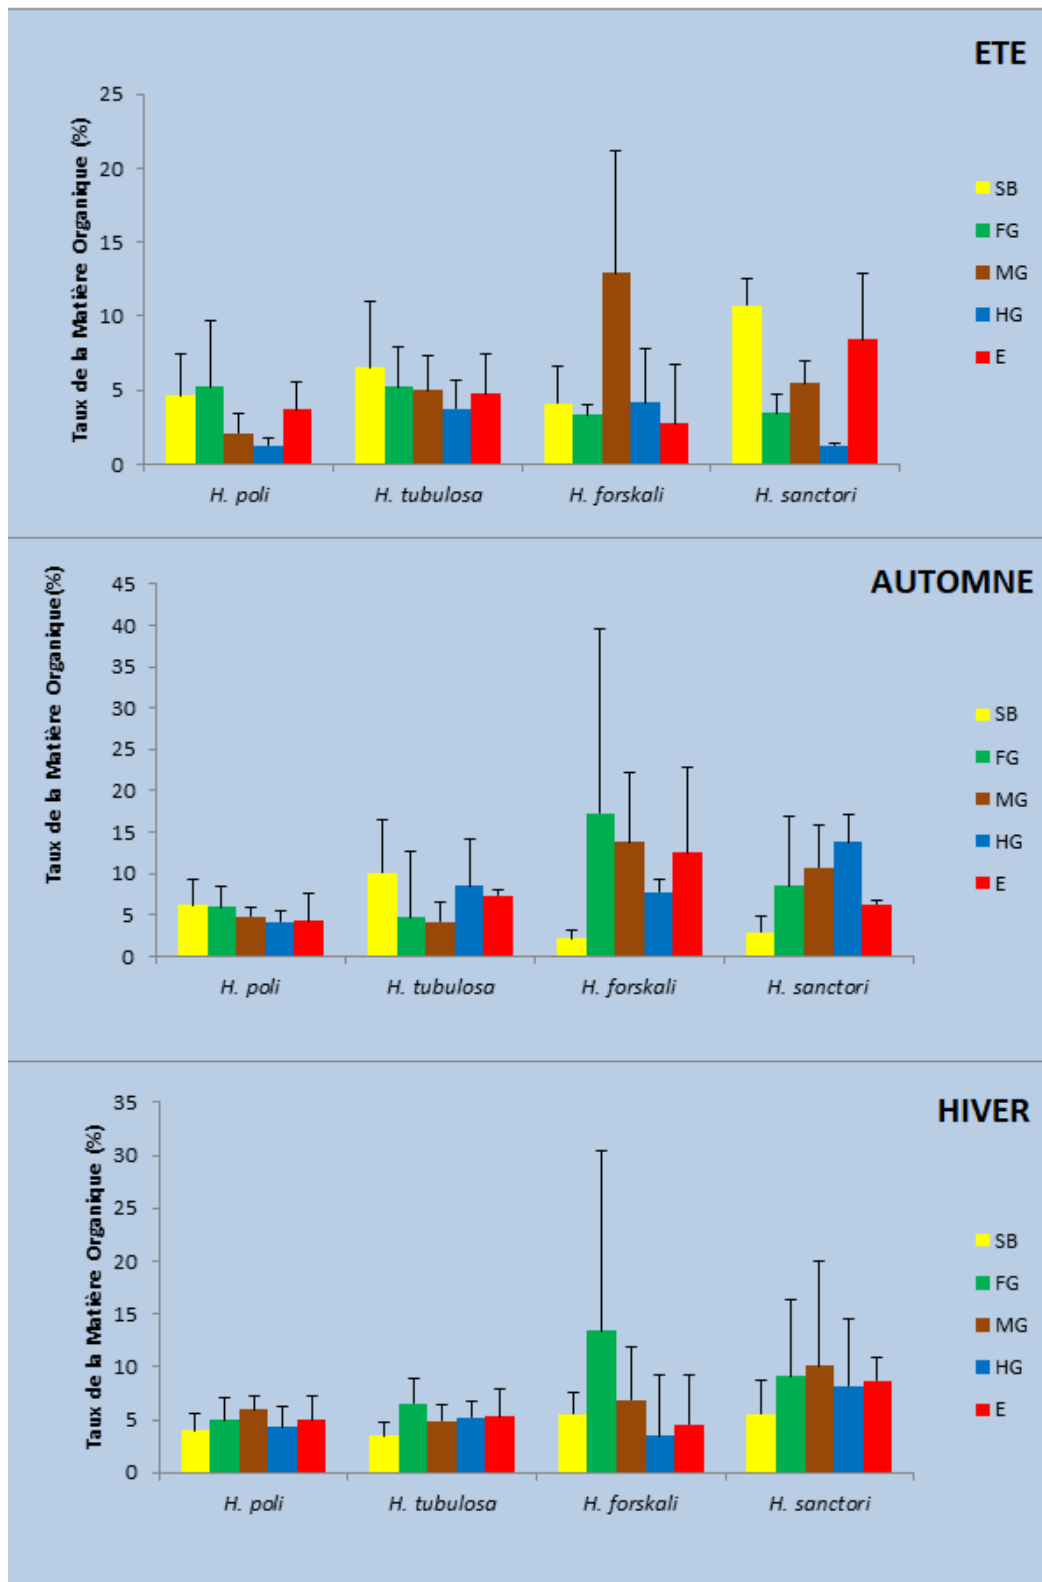 ETE
Taux de la Matière Organique (%)
25
20
15
10
5
0
H. poli
H. tubulosa
H. forskali
H. sanctori
SB
FG
MG
HG
E
AUTOMNE
Taux de la Matière Organique(%)
45
40
35
30
25
20
15
10
5
0
H. poli
H. tubulosa
H. forskali
H. sanctori
SB
FG
MG
HG
E
HIVER
Taux de la Matière Organique (%)
35
30
25
20
15
10
5
0
H. poli
H. tubulosa
H. forskali
H. sanctori
SB
FG
MG
HG
E